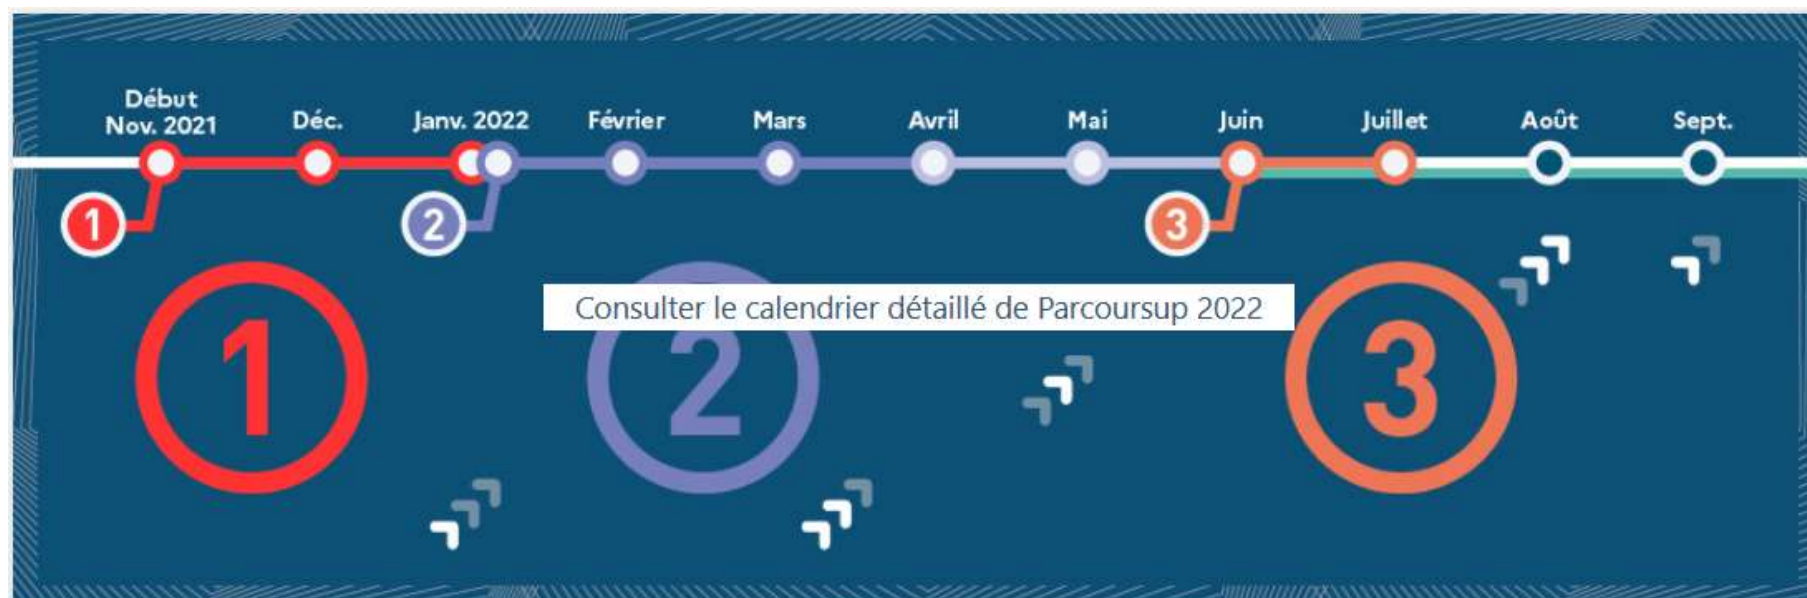 Début
Nov. 2021
Déc.
Janv. 2022
Février
Mars
Avril
Mai
Juin
Juillet
Août
Sept.
1
2
3
Consulter le calendrier détaillé de Parcoursup 2022
1
2
3